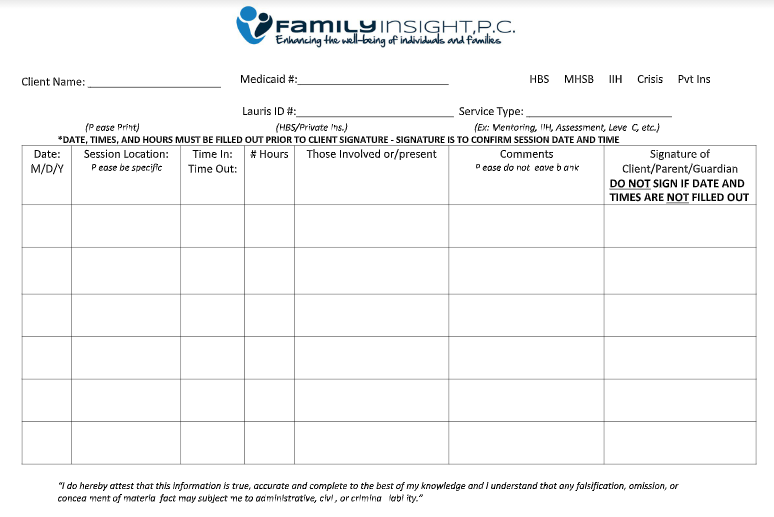 FAMILY INSIGHT, P.C.
Enhancing the well-being of individuals and families
Client Name: ____________________ Medicaid #:____________________ HBS MHSB IIH Crisis Pvt Ins
Lauris ID #:____________________ Service Type: ____________________
(P ease Print) (HBS/Private Ins.) (Ex: Mentoring, IIH, Assessment, Leve C, etc.)
*DATE, TIMES, AND HOURS MUST BE FILLED OUT PRIOR TO CLIENT SIGNATURE - SIGNATURE IS TO CONFIRM SESSION DATE AND TIME
Date: Session Location: Time In: # Hours Those Involved or/present Comments Signature of
M/D/Y P ease be specific Time Out: P ease do not eave b ank Client/Parent/Guardian
DO NOT SIGN IF DATE AND
TIMES ARE NOT FILLED OUT
"I do hereby attest that this information is true, accurate and complete to the best of my knowledge and I understand that any falsification, omission, or
concea ment of materia fact may subject me to administrative, civi , or crimina iabi ity."